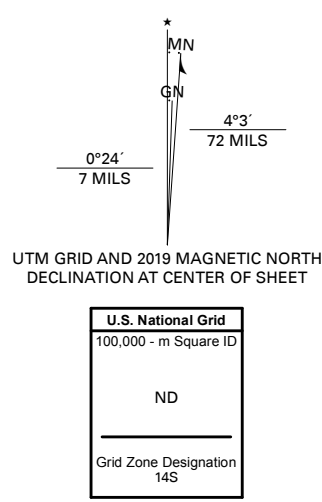 ★
MN
GN
4°3´
72 MILS
0°24´
7 MILS
UTM GRID AND 2019 MAGNETIC NORTH
DECLINATION AT CENTER OF SHEET
U.S. National Grid
100,000 - m Square ID
ND
Grid Zone Designation
14S